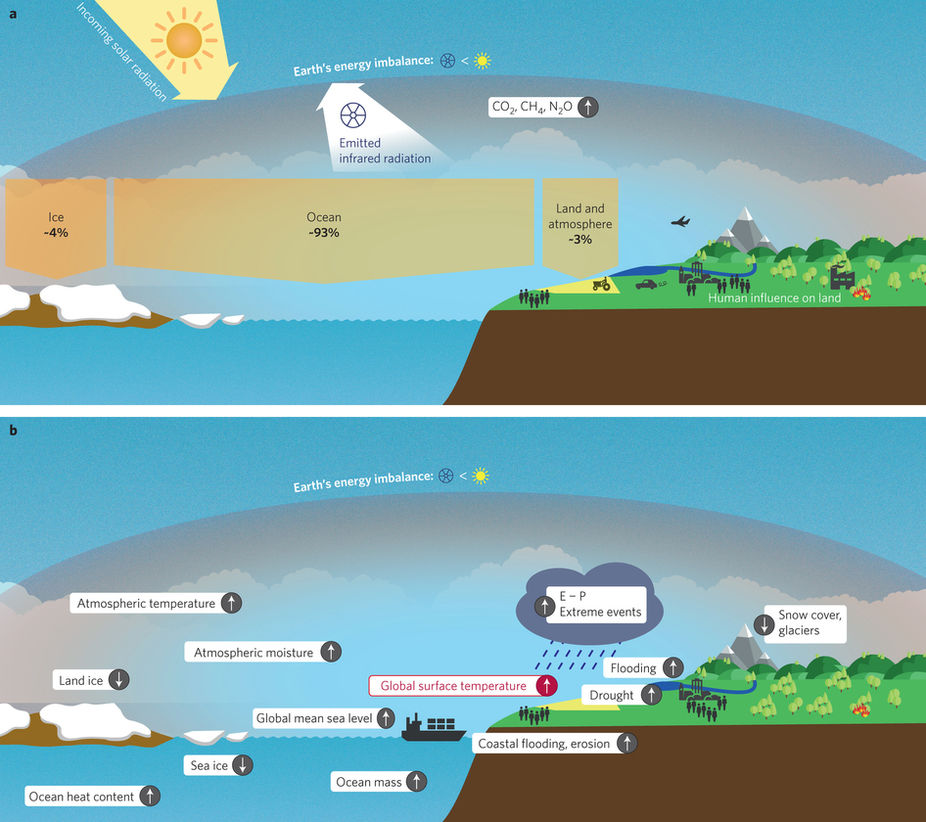 a
Incoming solar radiation
Earth's energy imbalance: <
CO₂, CH₄, N₂O ↑
Emitted
infrared radiation
Ice
~4%
Ocean
~93%
Land and
atmosphere
~3%
Human influence on land
b
Earth's energy imbalance: <
Atmospheric temperature ↑
↑ E – P
Extreme events
↓ Snow cover,
glaciers
Atmospheric moisture ↑
Flooding ↑
Land ice ↓
Global surface temperature ↑
Drought ↑
Global mean sea level ↑
Coastal flooding, erosion ↑
Sea ice ↓
Ocean mass ↑
Ocean heat content ↑